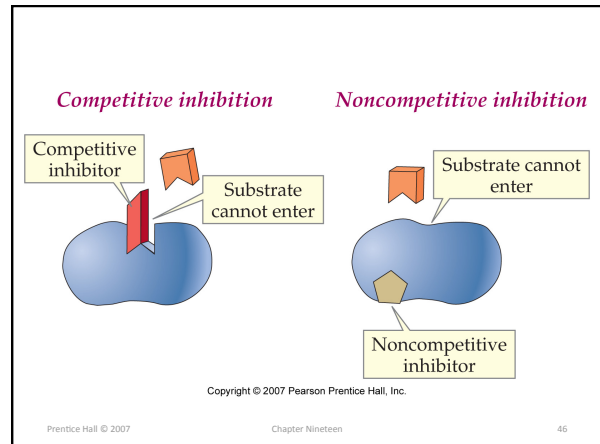 Competitive inhibition
Noncompetitive inhibition
Competitive
inhibitor
Substrate
cannot enter
Substrate cannot
enter
Noncompetitive
inhibitor
Copyright © 2007 Pearson Prentice Hall, Inc.
Prentice Hall © 2007
Chapter Nineteen
46